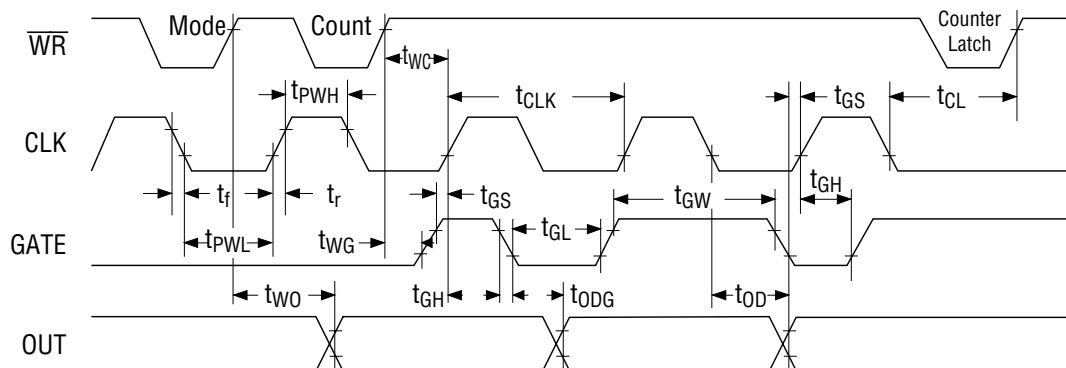 WR Mode Count Counter Latch
tWC
tPWH tCLK tGS tCL
CLK
tf tr tGS tGW tGH
GATE tPWL tWG tGL
tWO tGH tODG tOD
OUT